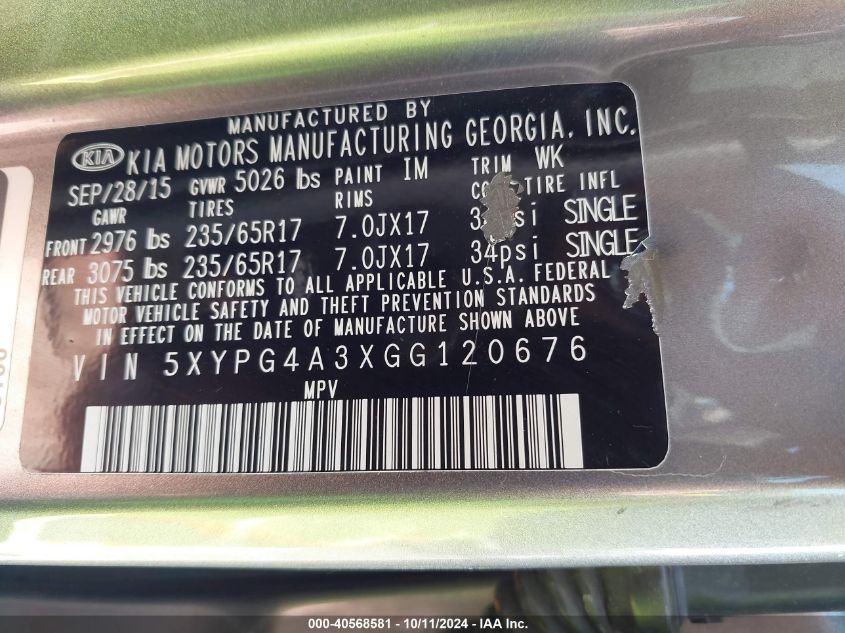 MANUFACTURED BY
KIA KIA MOTORS MANUFACTURING GEORGIA, INC.
SEP/28/15 GVWR 5026 lbs PAINT IM TRIM WK
GAWR TIRES RIMS TIRE INFL
FRONT 2976 lbs 235/65R17 7.0JX17 SINGLE
REAR 3075 lbs 235/65R17 7.0JX17 34psi SINGLE
THIS VEHICLE CONFORMS TO ALL APPLICABLE U.S.A. FEDERAL
MOTOR VEHICLE SAFETY AND THEFT PREVENTION STANDARDS
IN EFFECT ON THE DATE OF MANUFACTURE SHOWN ABOVE
VIN 5XYPG4A3XGG120676
MPV
000-40568581 - 10/11/2024 - © IAA Inc.